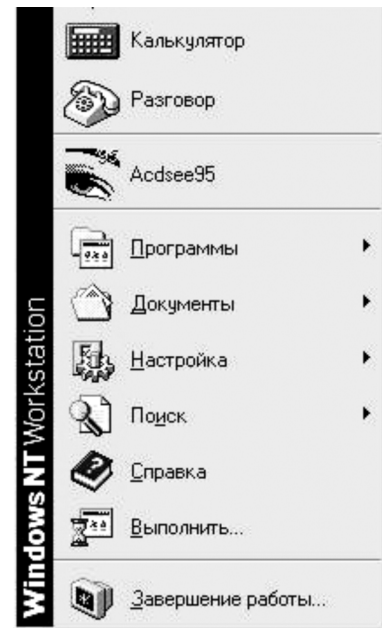 Калькулятор
Разговор
Acdsee95
Программы
Документы
Настройка
Поиск
Справка
Выполнить...
Завершение работы...
Windows NT Workstation